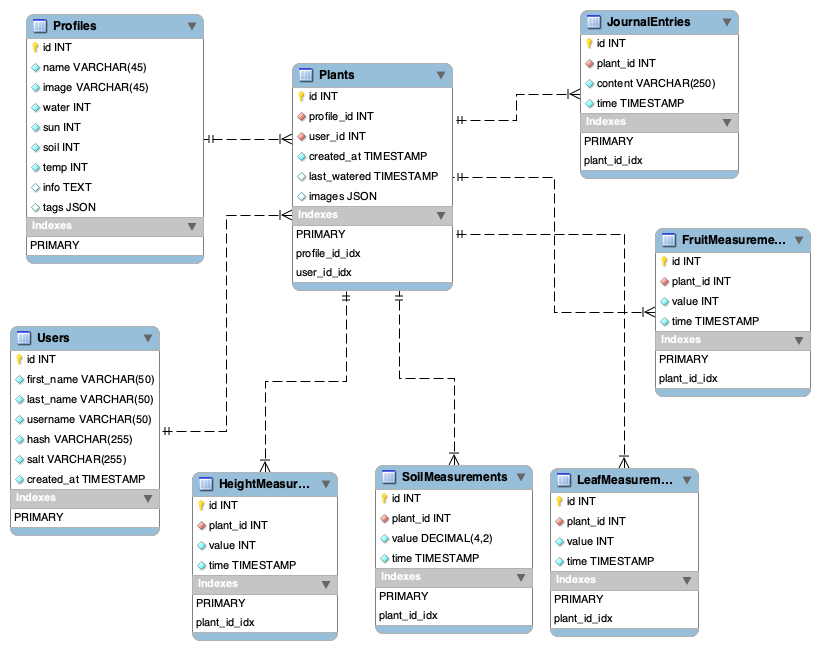 Profiles
id INT
name VARCHAR(45)
image VARCHAR(45)
water INT
sun INT
soil INT
temp INT
info TEXT
tags JSON
Indexes
PRIMARY
Plants
id INT
profile_id INT
user_id INT
created_at TIMESTAMP
last_watered TIMESTAMP
images JSON
Indexes
PRIMARY
profile_id_idx
user_id_idx
JournalEntries
id INT
plant_id INT
content VARCHAR(250)
time TIMESTAMP
Indexes
PRIMARY
plant_id_idx
FruitMeasureme...
id INT
plant_id INT
value INT
time TIMESTAMP
Indexes
PRIMARY
plant_id_idx
Users
id INT
first_name VARCHAR(50)
last_name VARCHAR(50)
username VARCHAR(50)
hash VARCHAR(255)
salt VARCHAR(255)
created_at TIMESTAMP
Indexes
PRIMARY
HeightMeasur...
id INT
plant_id INT
value INT
time TIMESTAMP
Indexes
PRIMARY
plant_id_idx
SoilMeasurements
id INT
plant_id INT
value DECIMAL(4,2)
time TIMESTAMP
Indexes
PRIMARY
plant_id_idx
LeafMeasurem...
id INT
plant_id INT
value INT
time TIMESTAMP
Indexes
PRIMARY
plant_id_idx